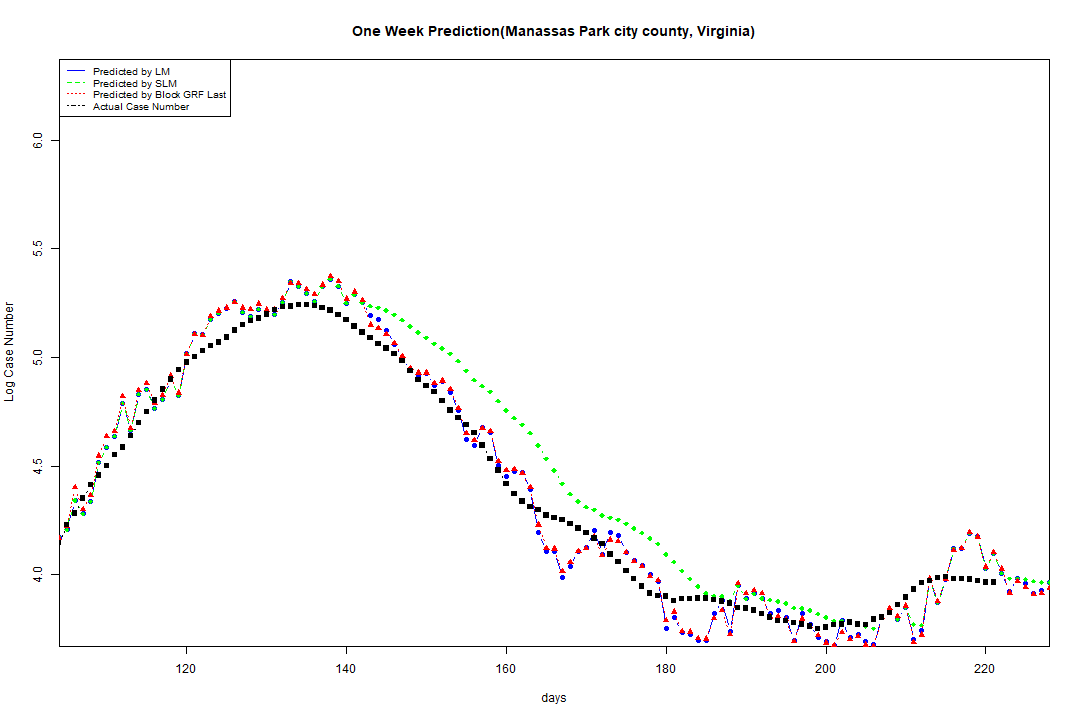 One Week Prediction(Manassas Park city county, Virginia)
Predicted by LM
Predicted by SLM
Predicted by Block GRF Last
Actual Case Number
Log Case Number
6.0
5.5
5.0
4.5
4.0
120 140 160 180 200 220
days